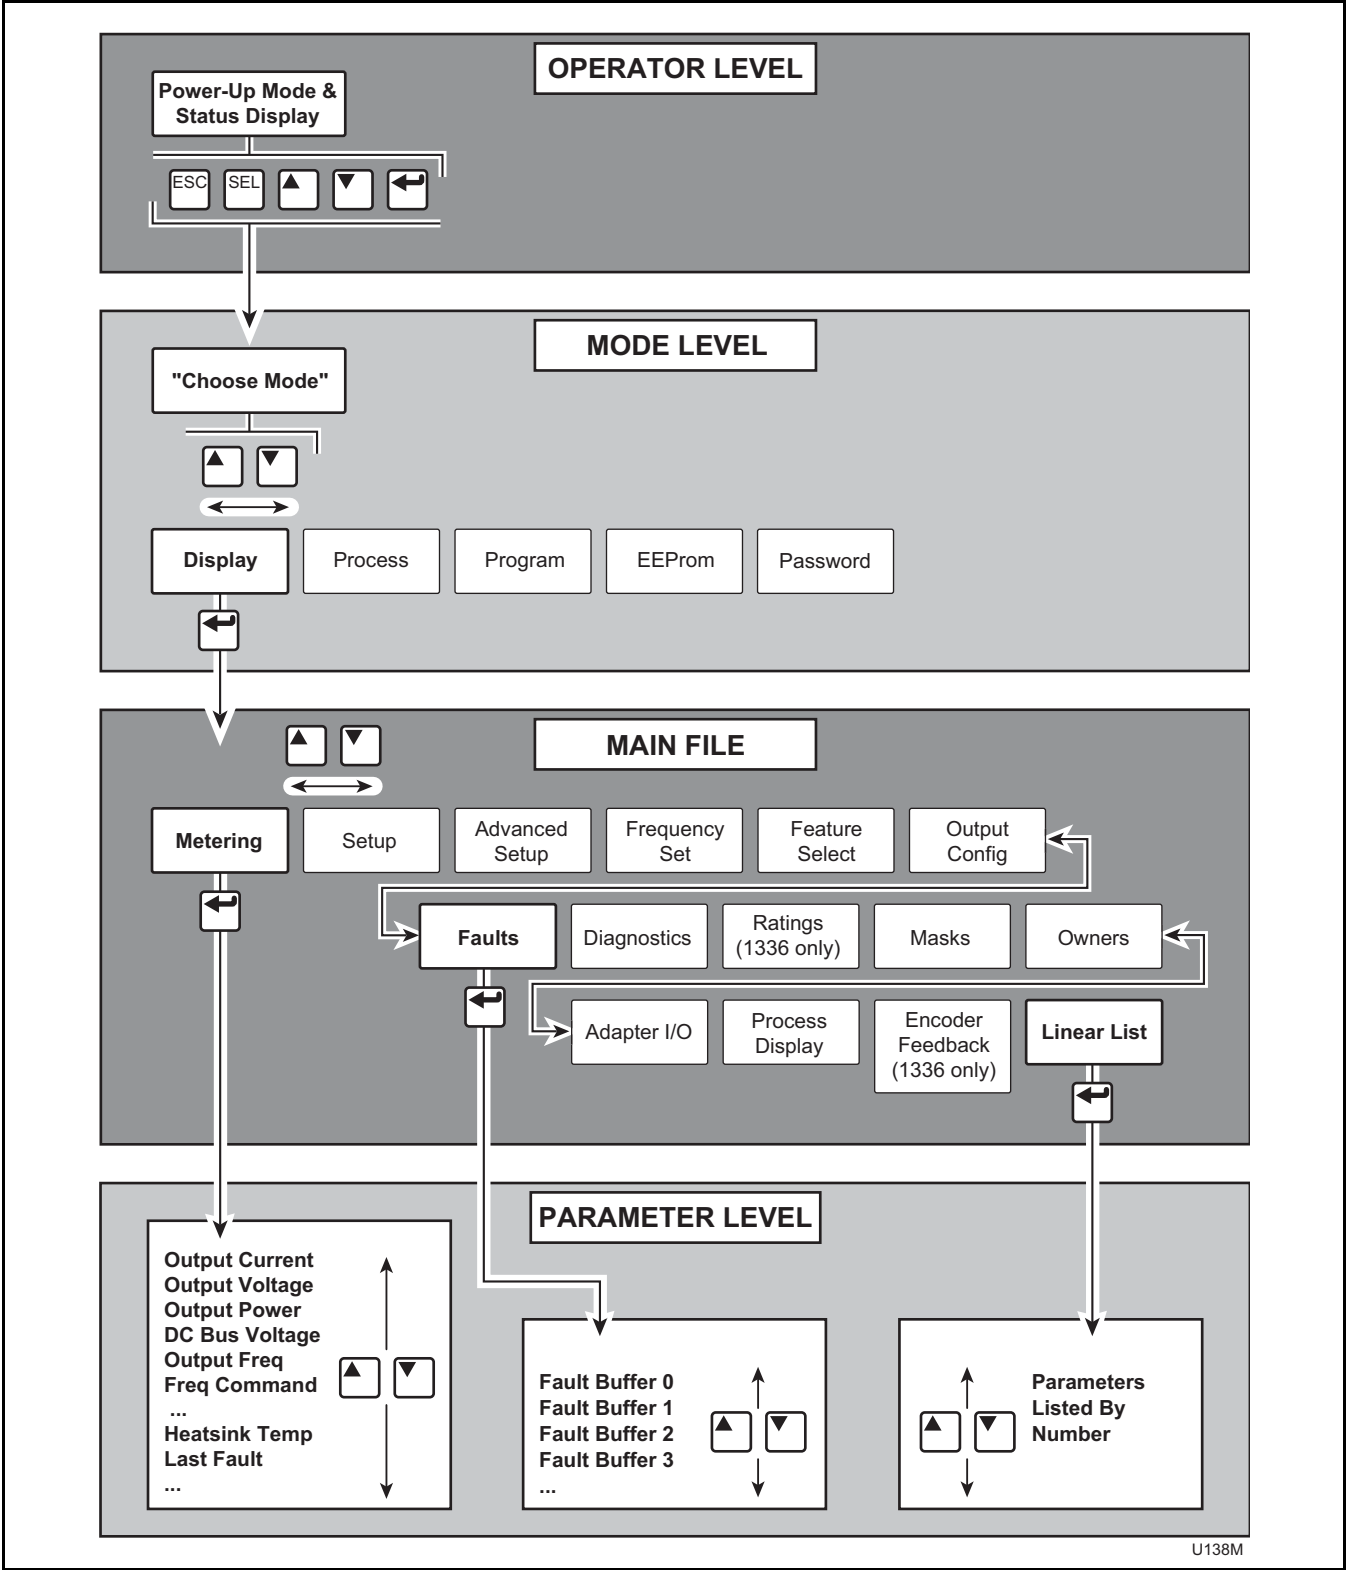 OPERATOR LEVEL
Power-Up Mode &
Status Display
ESC
SEL
MODE LEVEL
"Choose Mode"
Display
Process
Program
EEProm
Password
MAIN FILE
Metering
Setup
Advanced
Setup
Frequency
Set
Feature
Select
Output
Config
Faults
Diagnostics
Ratings
(1336 only)
Masks
Owners
Adapter I/O
Process
Display
Encoder
Feedback
(1336 only)
Linear List
PARAMETER LEVEL
Output Current
Output Voltage
Output Power
DC Bus Voltage
Output Freq
Freq Command
...
Heatsink Temp
Last Fault
...
Fault Buffer 0
Fault Buffer 1
Fault Buffer 2
Fault Buffer 3
...
Parameters
Listed By
Number
U138M